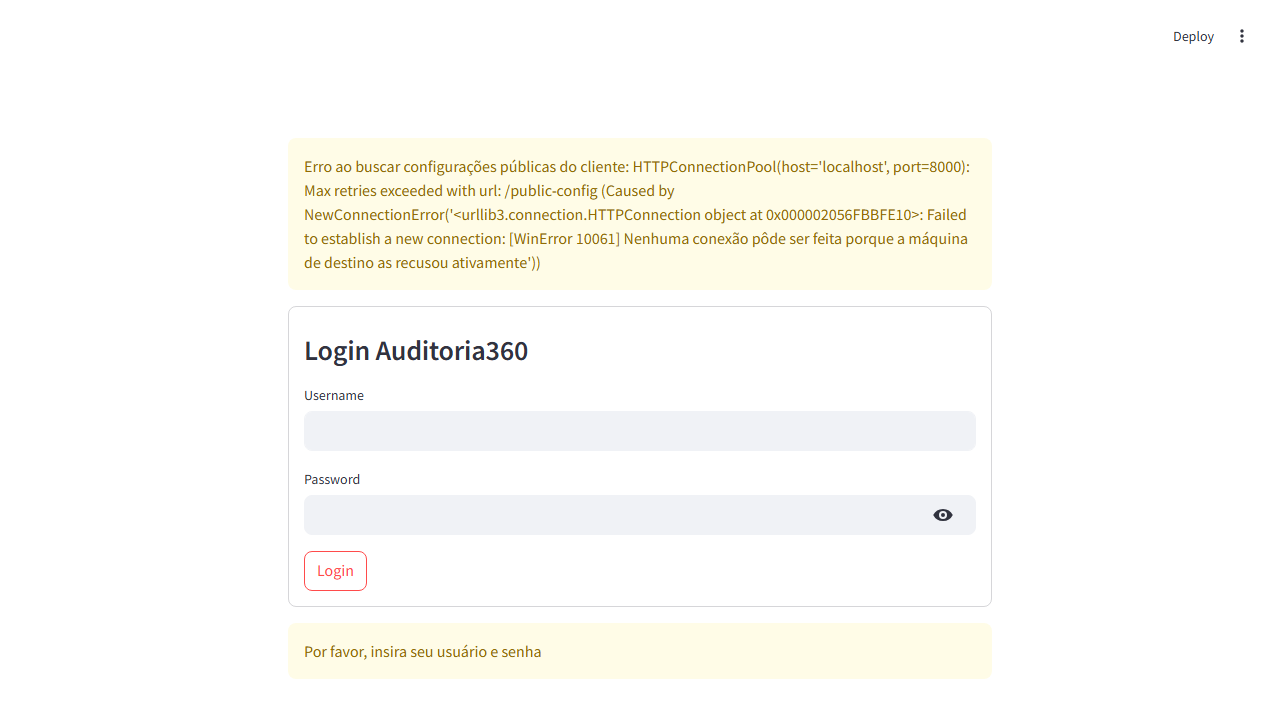 Deploy
Erro ao buscar configurações públicas do cliente: HTTPConnectionPool(host='localhost', port=8000):
Max retries exceeded with url: /public-config (Caused by
NewConnectionError('<urllib3.connection.HTTPConnection object at 0x000002056FBBFE10>: Failed
to establish a new connection: [WinError 10061] Nenhuma conexão pôde ser feita porque a máquina
de destino as recusou ativamente'))
Login Auditoria360
Username
Password
Login
Por favor, insira seu usuário e senha